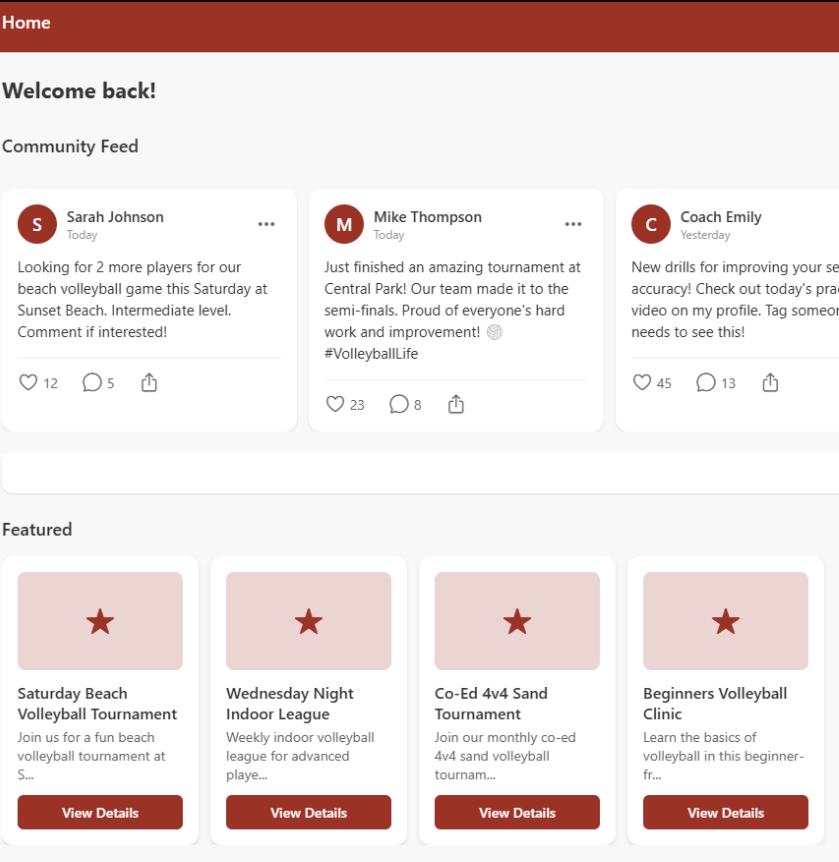 Home
Welcome back!
Community Feed
S
Sarah Johnson
Today
Looking for 2 more players for our
beach volleyball game this Saturday at
Sunset Beach. Intermediate level.
Comment if interested!
12
5
M
Mike Thompson
Today
Just finished an amazing tournament at
Central Park! Our team made it to the
semi-finals. Proud of everyone's hard
work and improvement! 🏐
#VolleyballLife
23
8
C
Coach Emily
Yesterday
New drills for improving your se
accuracy! Check out today's prac
video on my profile. Tag someon
needs to see this!
45
13
Featured
Saturday Beach
Volleyball Tournament
Join us for a fun beach
volleyball tournament at
S...
View Details
Wednesday Night
Indoor League
Weekly indoor volleyball
league for advanced
playe...
View Details
Co-Ed 4v4 Sand
Tournament
Join our monthly co-ed
4v4 sand volleyball
tournam...
View Details
Beginners Volleyball
Clinic
Learn the basics of
volleyball in this beginner-
fr...
View Details